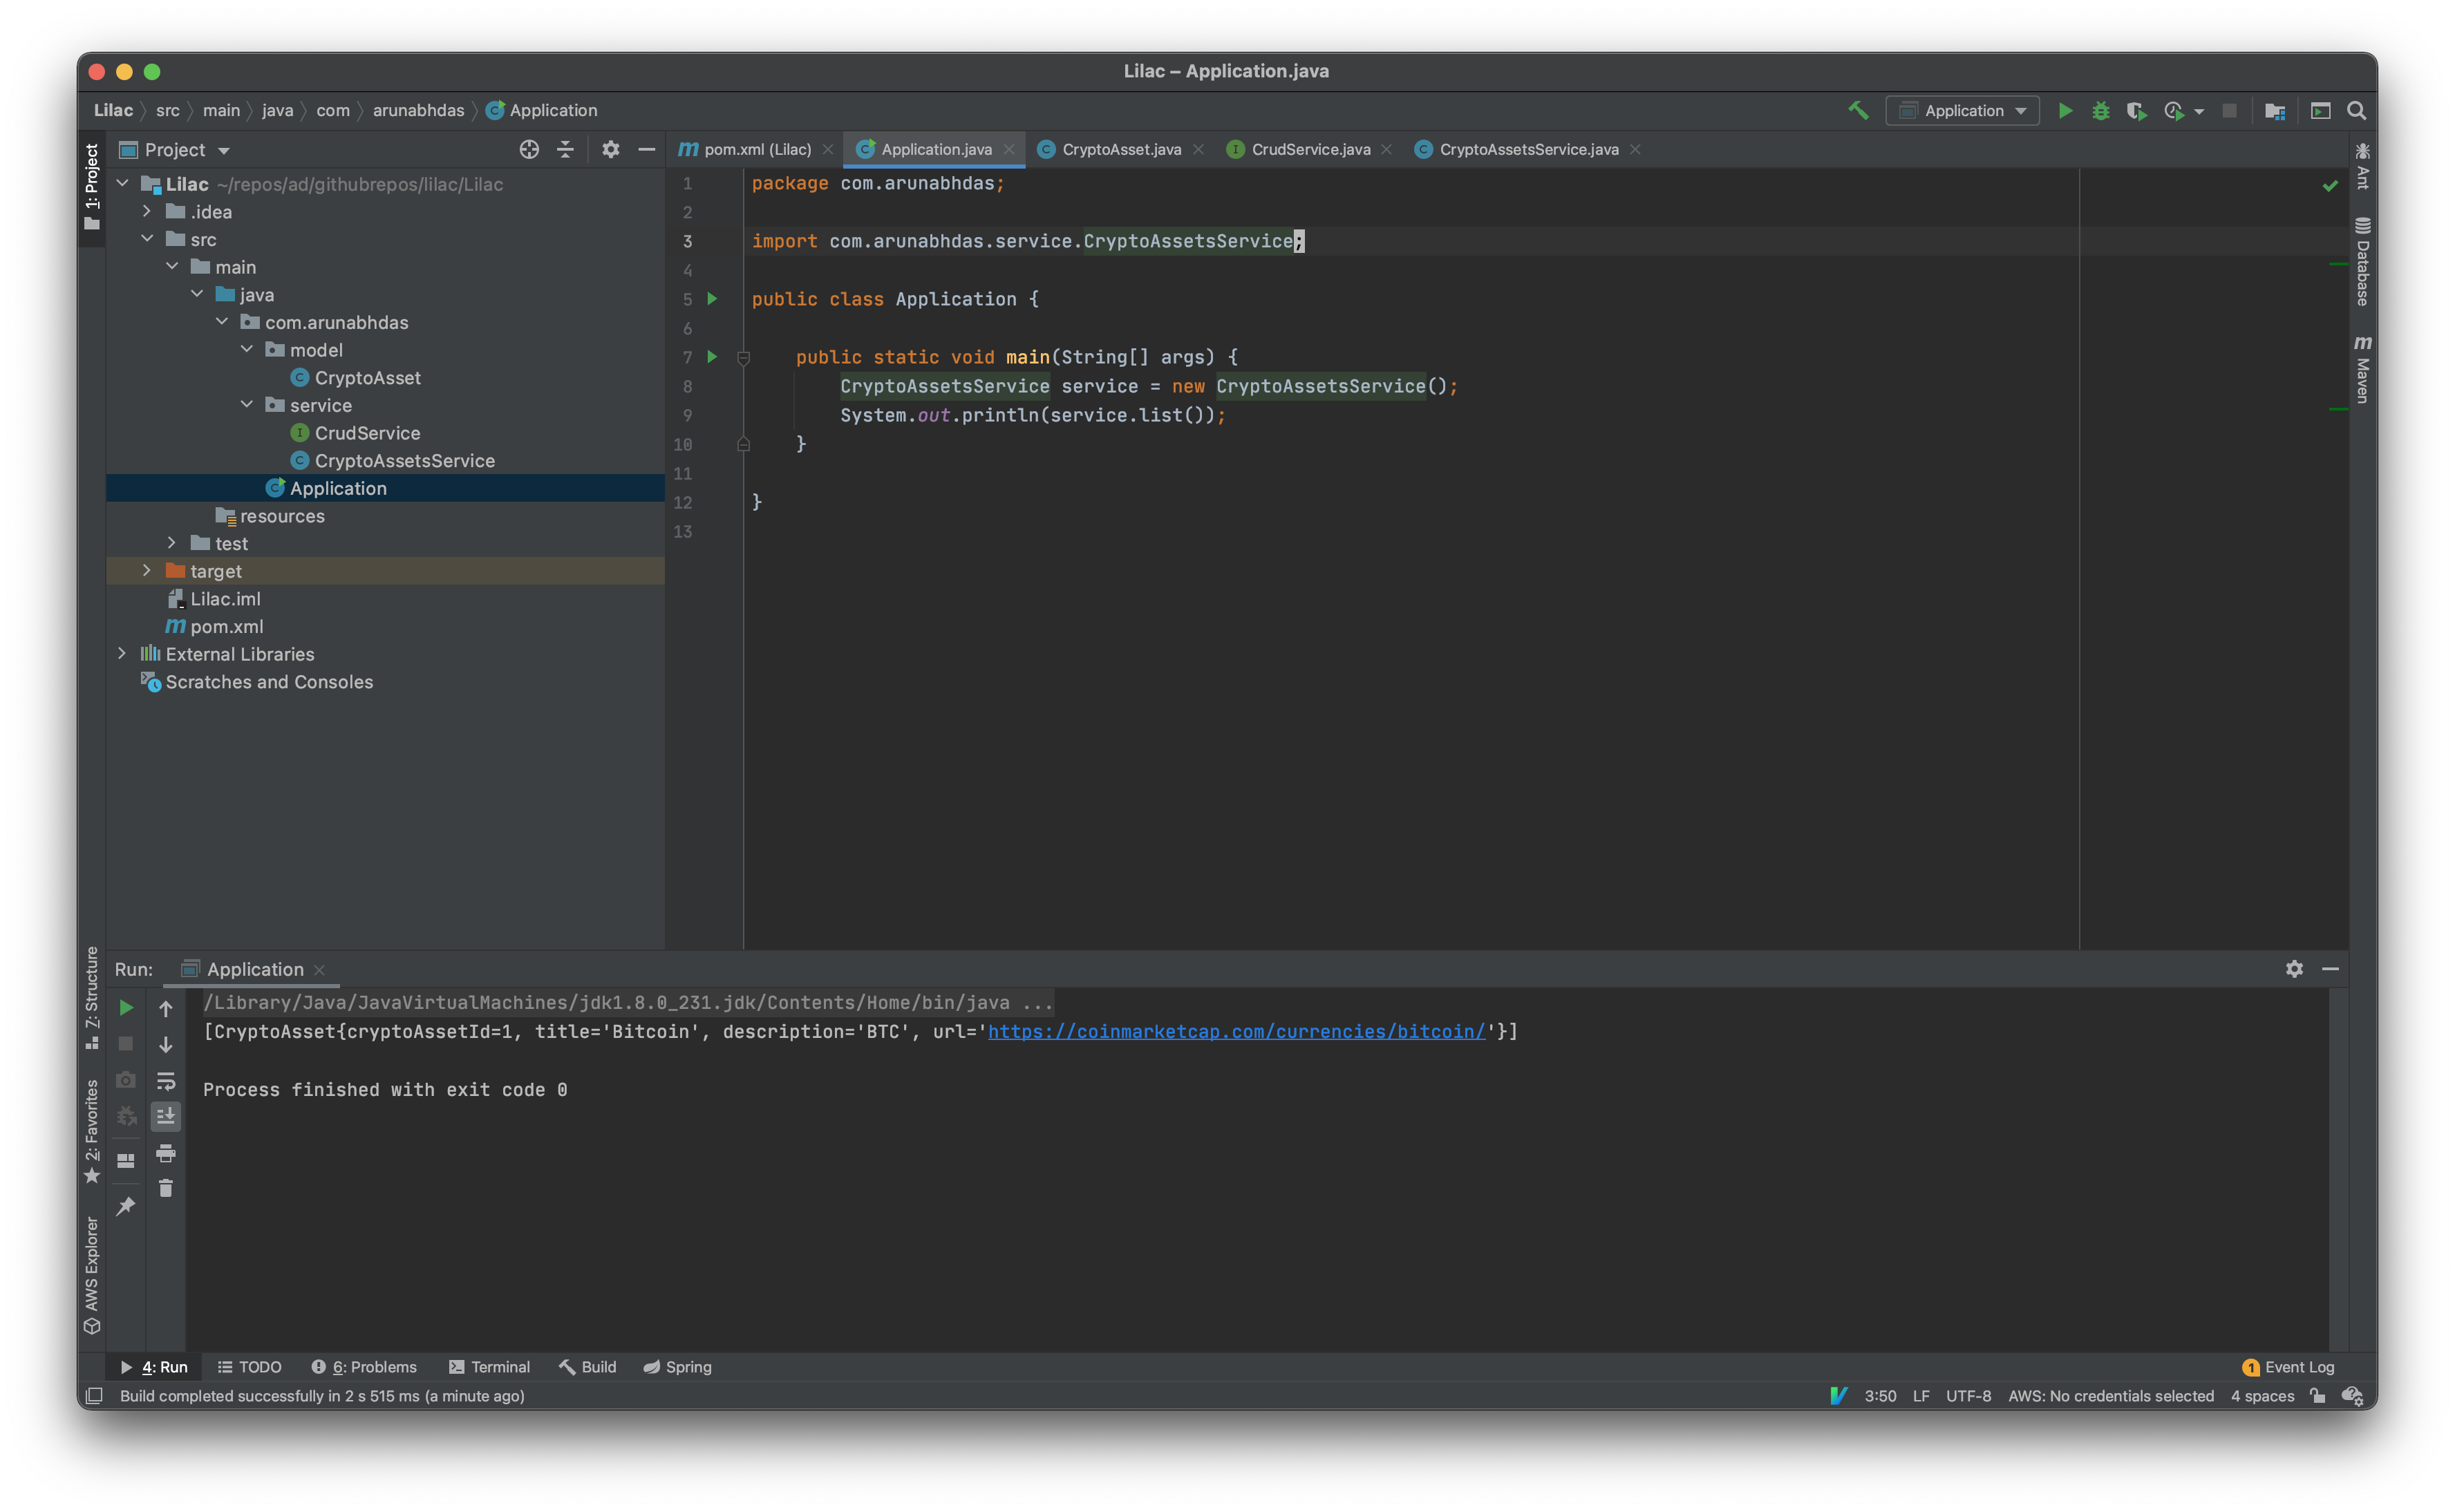 Lilac – Application.java
Lilac src main java com arunabhdas Application
Application
1: Project
Project
Lilac ~/repos/ad/githubrepos/lilac/Lilac
.idea
src
main
java
com.arunabhdas
model
CryptoAsset
service
CrudService
CryptoAssetsService
Application
resources
test
target
Lilac.iml
pom.xml
External Libraries
Scratches and Consoles
pom.xml (Lilac) Application.java CryptoAsset.java CrudService.java CryptoAssetsService.java
1 package com.arunabhdas;
2
3 import com.arunabhdas.service.CryptoAssetsService;
4
5 public class Application {
6
7 public static void main(String[] args) {
8 CryptoAssetsService service = new CryptoAssetsService();
9 System.out.println(service.list());
10 }
11
12 }
13
Ant
Database
Maven
Z: Structure
2: Favorites
AWS Explorer
Run: Application
/Library/Java/JavaVirtualMachines/jdk1.8.0_231.jdk/Contents/Home/bin/java ...
[CryptoAsset{cryptoAssetId=1, title='Bitcoin', description='BTC', url='https://coinmarketcap.com/currencies/bitcoin/'}]
Process finished with exit code 0
4: Run TODO 6: Problems Terminal Build Spring 1 Event Log
Build completed successfully in 2 s 515 ms (a minute ago) 3:50 LF UTF-8 AWS: No credentials selected 4 spaces